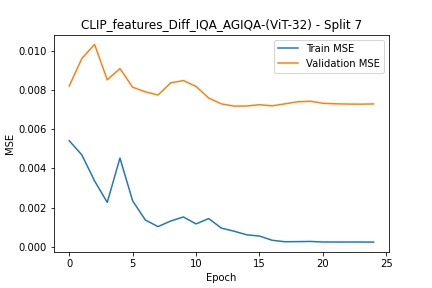 CLIP_features_Diff_IQA_AGIQA-(ViT-32) - Split 7
Train MSE
Validation MSE
0.010
0.008
0.006
0.004
0.002
0.000
MSE
0 5 10 15 20 25
Epoch